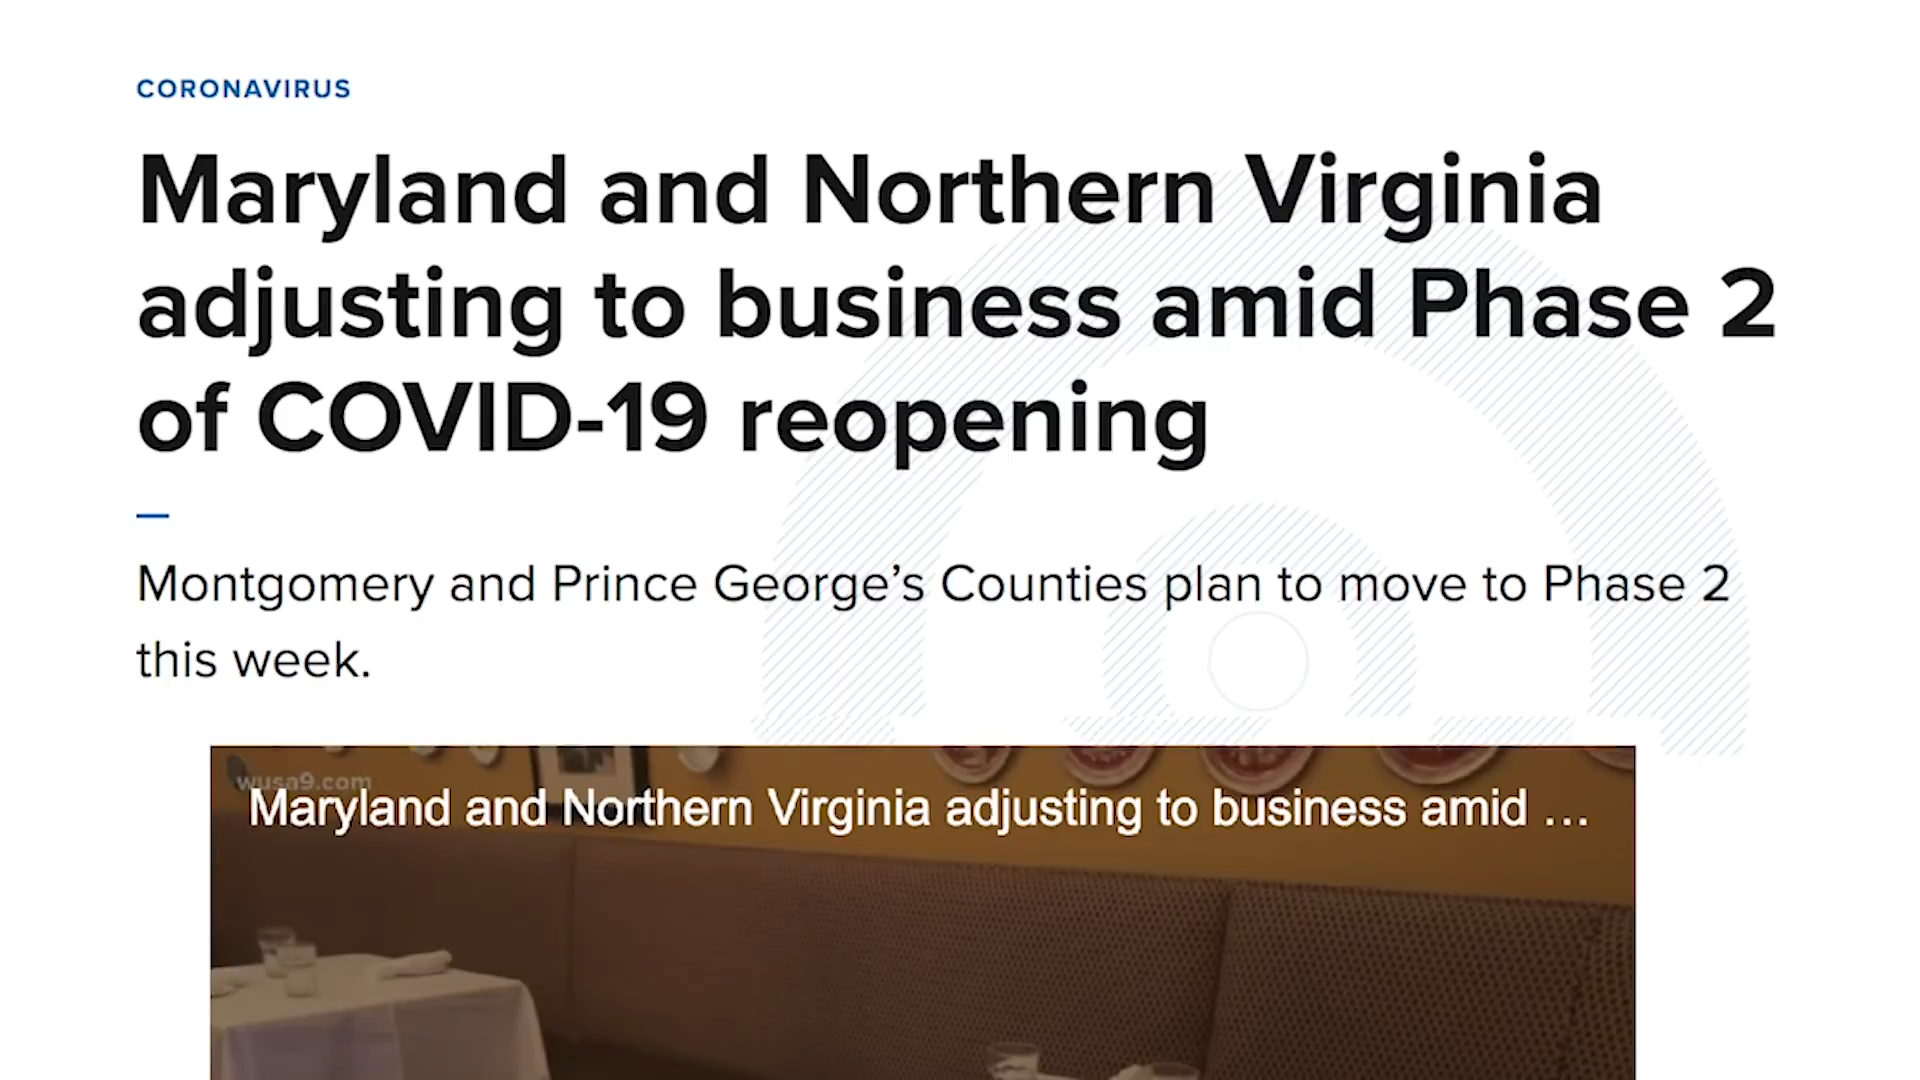 CORONAVIRUS
Maryland and Northern Virginia
adjusting to business amid Phase 2
of COVID-19 reopening
Montgomery and Prince George’s Counties plan to move to Phase 2
this week.
wusa9.com
Maryland and Northern Virginia adjusting to business amid ...